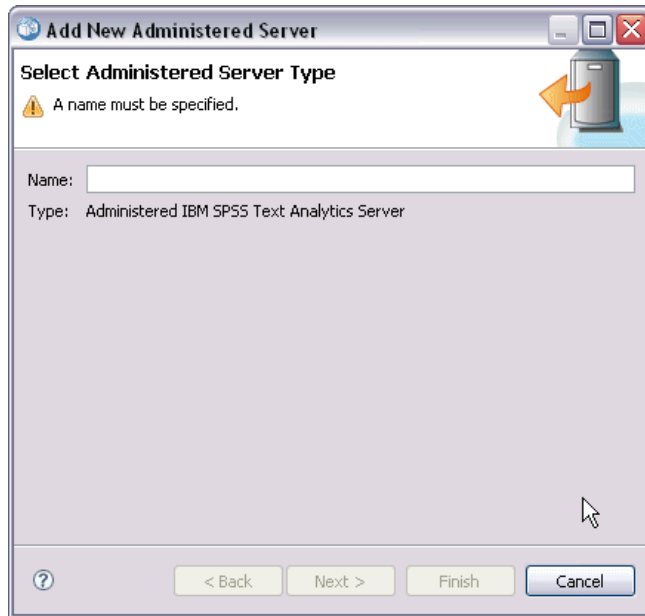 Add New Administered Server
Select Administered Server Type
A name must be specified.
Name:
Type: Administered IBM SPSS Text Analytics Server
< Back Next > Finish Cancel